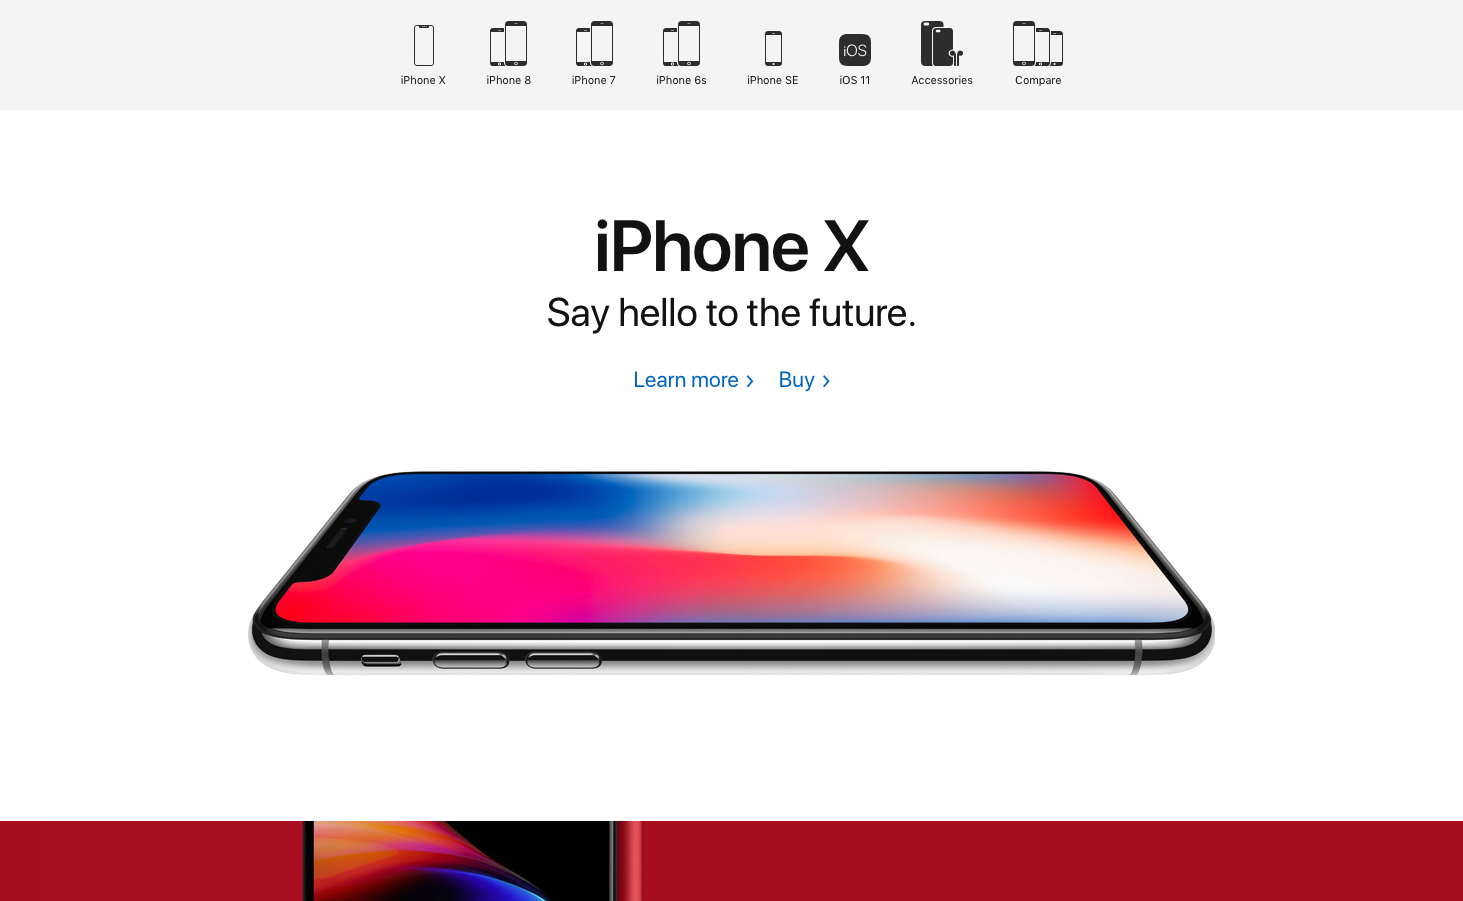 iPhone X
iPhone 8
iPhone 7
iPhone 6s
iPhone SE
iOS
iOS 11
Accessories
Compare
iPhone X
Say hello to the future.
Learn more ›
Buy ›